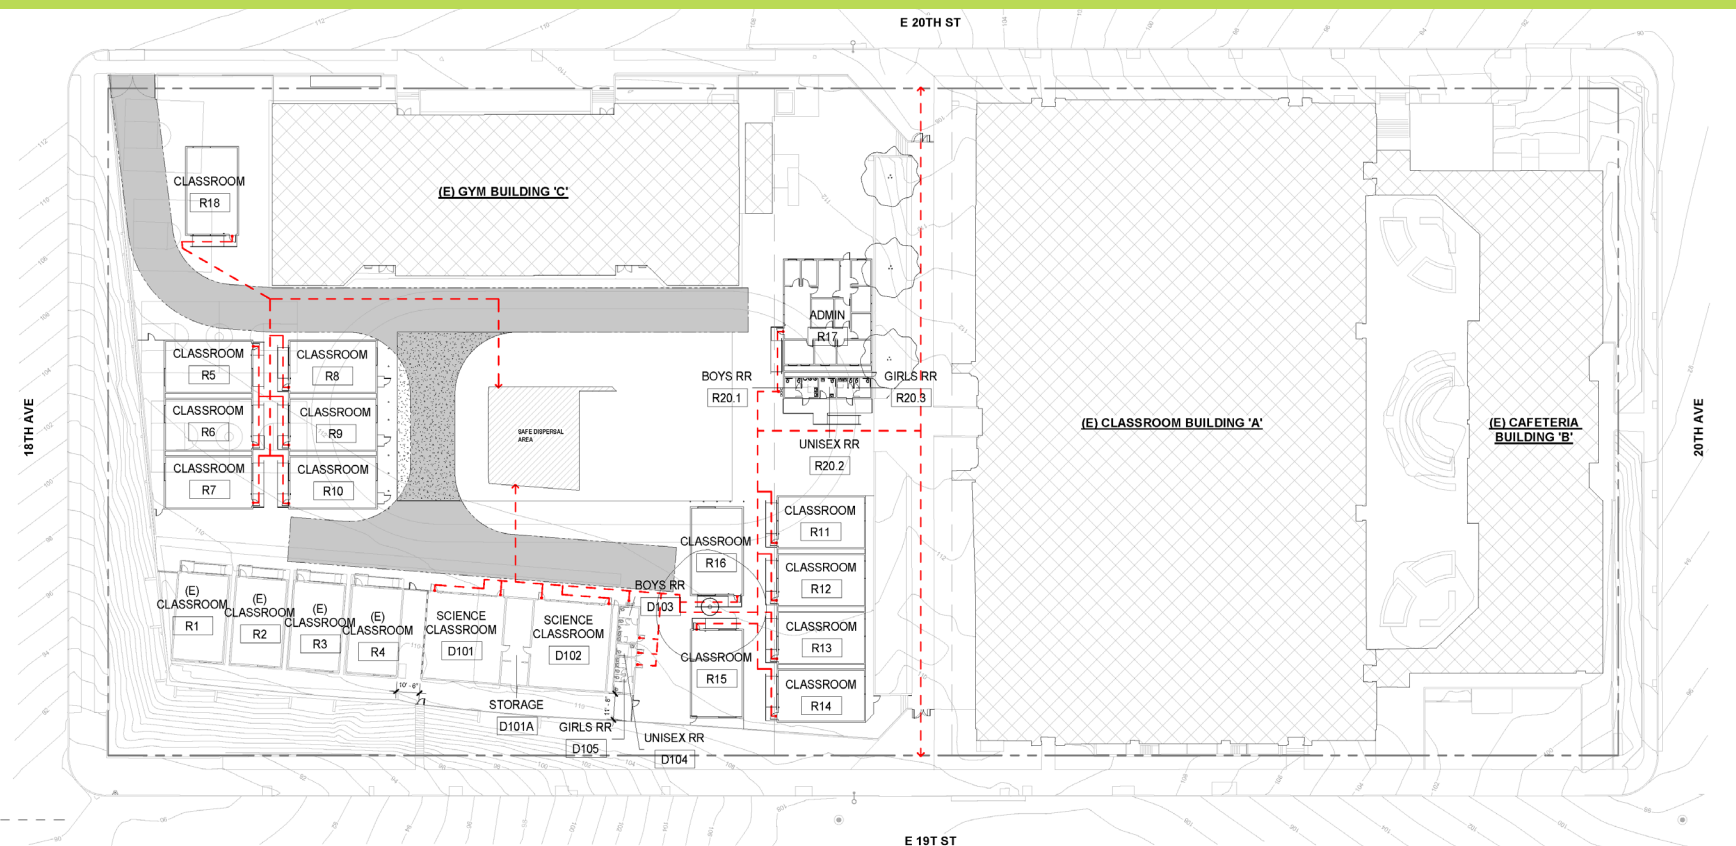 E 20TH ST
18TH AVE
20TH AVE
E 19T ST
(E) GYM BUILDING 'C'
(E) CLASSROOM BUILDING 'A'
(E) CAFETERIA
BUILDING 'B'
CLASSROOM
R18
CLASSROOM
R5
CLASSROOM
R6
CLASSROOM
R7
CLASSROOM
R8
CLASSROOM
R9
CLASSROOM
R10
SAFE DISPERSAL
AREA
ADMIN
R17
BOYS RR
R20.1
GIRLS RR
R20.3
UNISEX RR
R20.2
CLASSROOM
R11
CLASSROOM
R12
CLASSROOM
R13
CLASSROOM
R14
CLASSROOM
R16
CLASSROOM
R15
BOYS RR
D103
(E)
CLASSROOM
R1
(E)
CLASSROOM
R2
(E)
CLASSROOM
R3
(E)
CLASSROOM
R4
SCIENCE
CLASSROOM
D101
SCIENCE
CLASSROOM
D102
10' - 6"
STORAGE
D101A
GIRLS RR
D105
UNISEX RR
D104